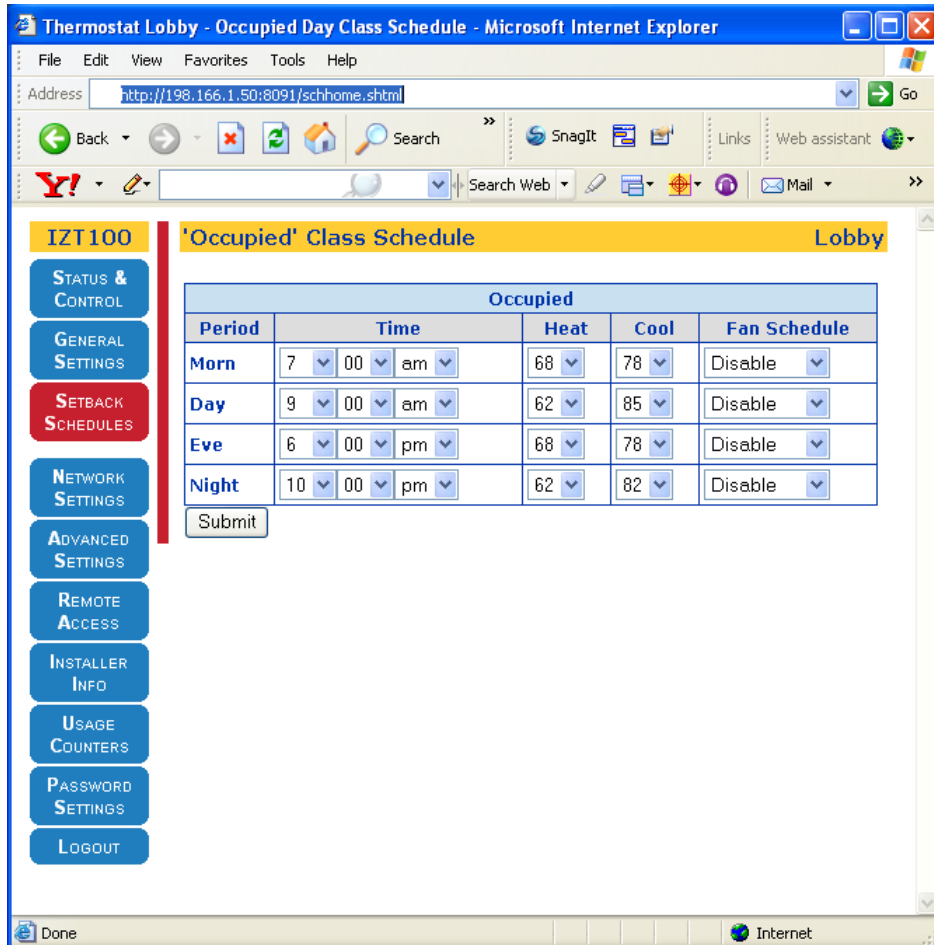 Thermostat Lobby - Occupied Day Class Schedule - Microsoft Internet Explorer
File Edit View Favorites Tools Help
Address http://198.166.1.50:8091/schhome.shtml Go
Back Search » SnagIt Links Web assistant
Y! Search Web Mail »
IZT100 'Occupied' Class Schedule Lobby
STATUS & CONTROL
GENERAL SETTINGS
SETBACK SCHEDULES
NETWORK SETTINGS
ADVANCED SETTINGS
REMOTE ACCESS
INSTALLER INFO
USAGE COUNTERS
PASSWORD SETTINGS
LOGOUT
Occupied
Period Time Heat Cool Fan Schedule
Morn 7 00 am 68 78 Disable
Day 9 00 am 62 85 Disable
Eve 6 00 pm 68 78 Disable
Night 10 00 pm 62 82 Disable
Submit
Done Internet